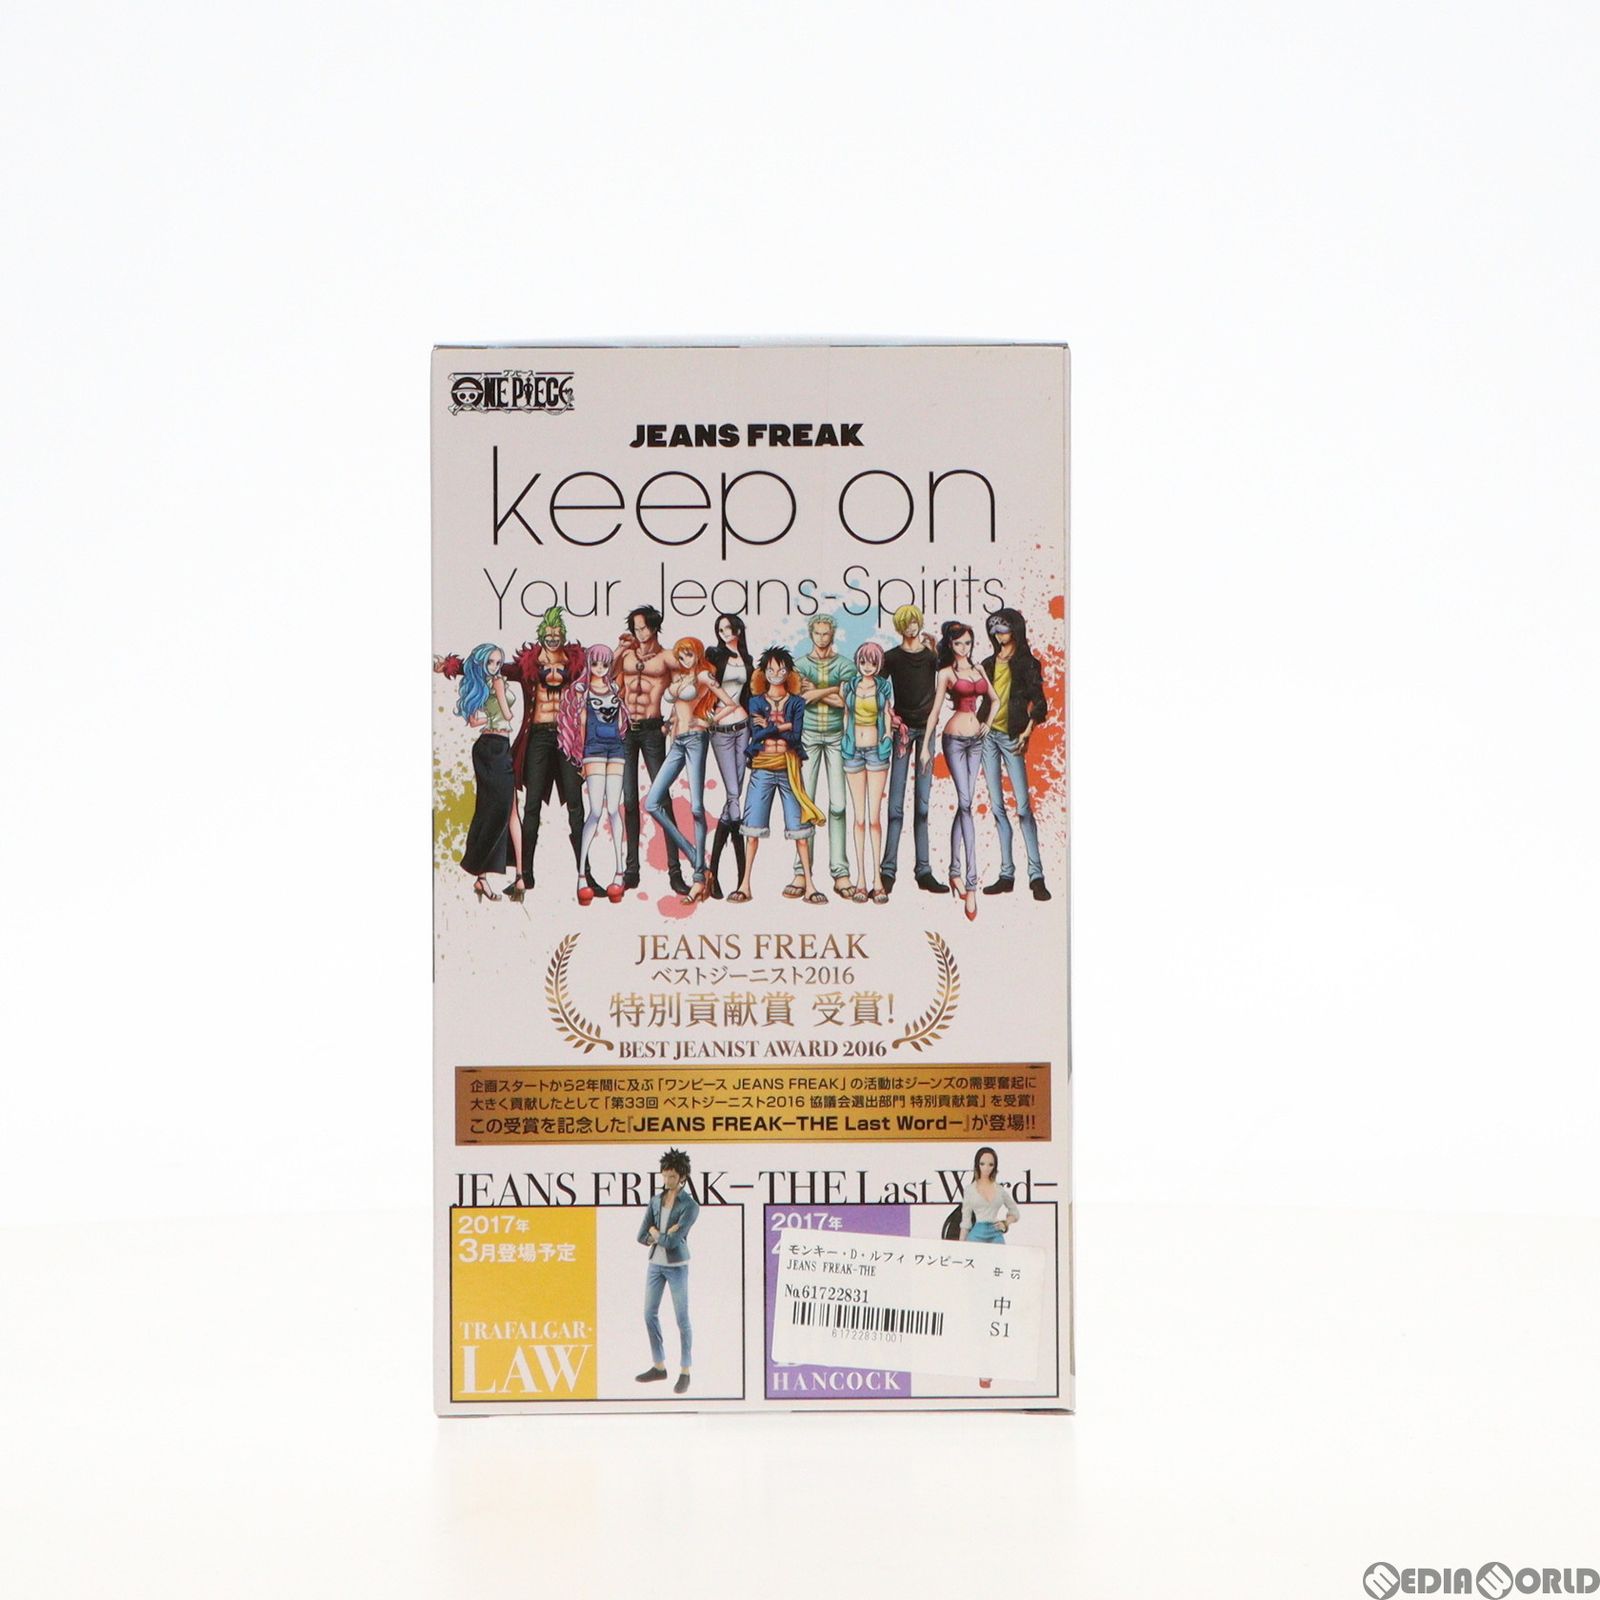 ワンピース
ONE PIECE
JEANS FREAK
keep on
Your Jeans-Spirits
JEANS FREAK
ベストジーニスト2016
特別貢献賞 受賞!
BEST JEANIST AWARD 2016
企画スタートから2年間に及ぶ「ワンピース JEANS FREAK」の活動はジーンズの需要奮起に
大きく貢献したとして「第33回 ベストジーニスト2016 協議会選出部門 特別貢献賞」を受賞!
この受賞を記念した『JEANS FREAK-THE Last Word-』が登場!!
JEANS FREAK-THE Last Word-
2017年
3月登場予定
TRAFALGAR・
LAW
2017年
HANCOCK
モンキー・D・ルフィ ワンピース
JEANS FREAK-THE
中
S1
No.61722831
61722831001
中
S1
MEDIA WORLD